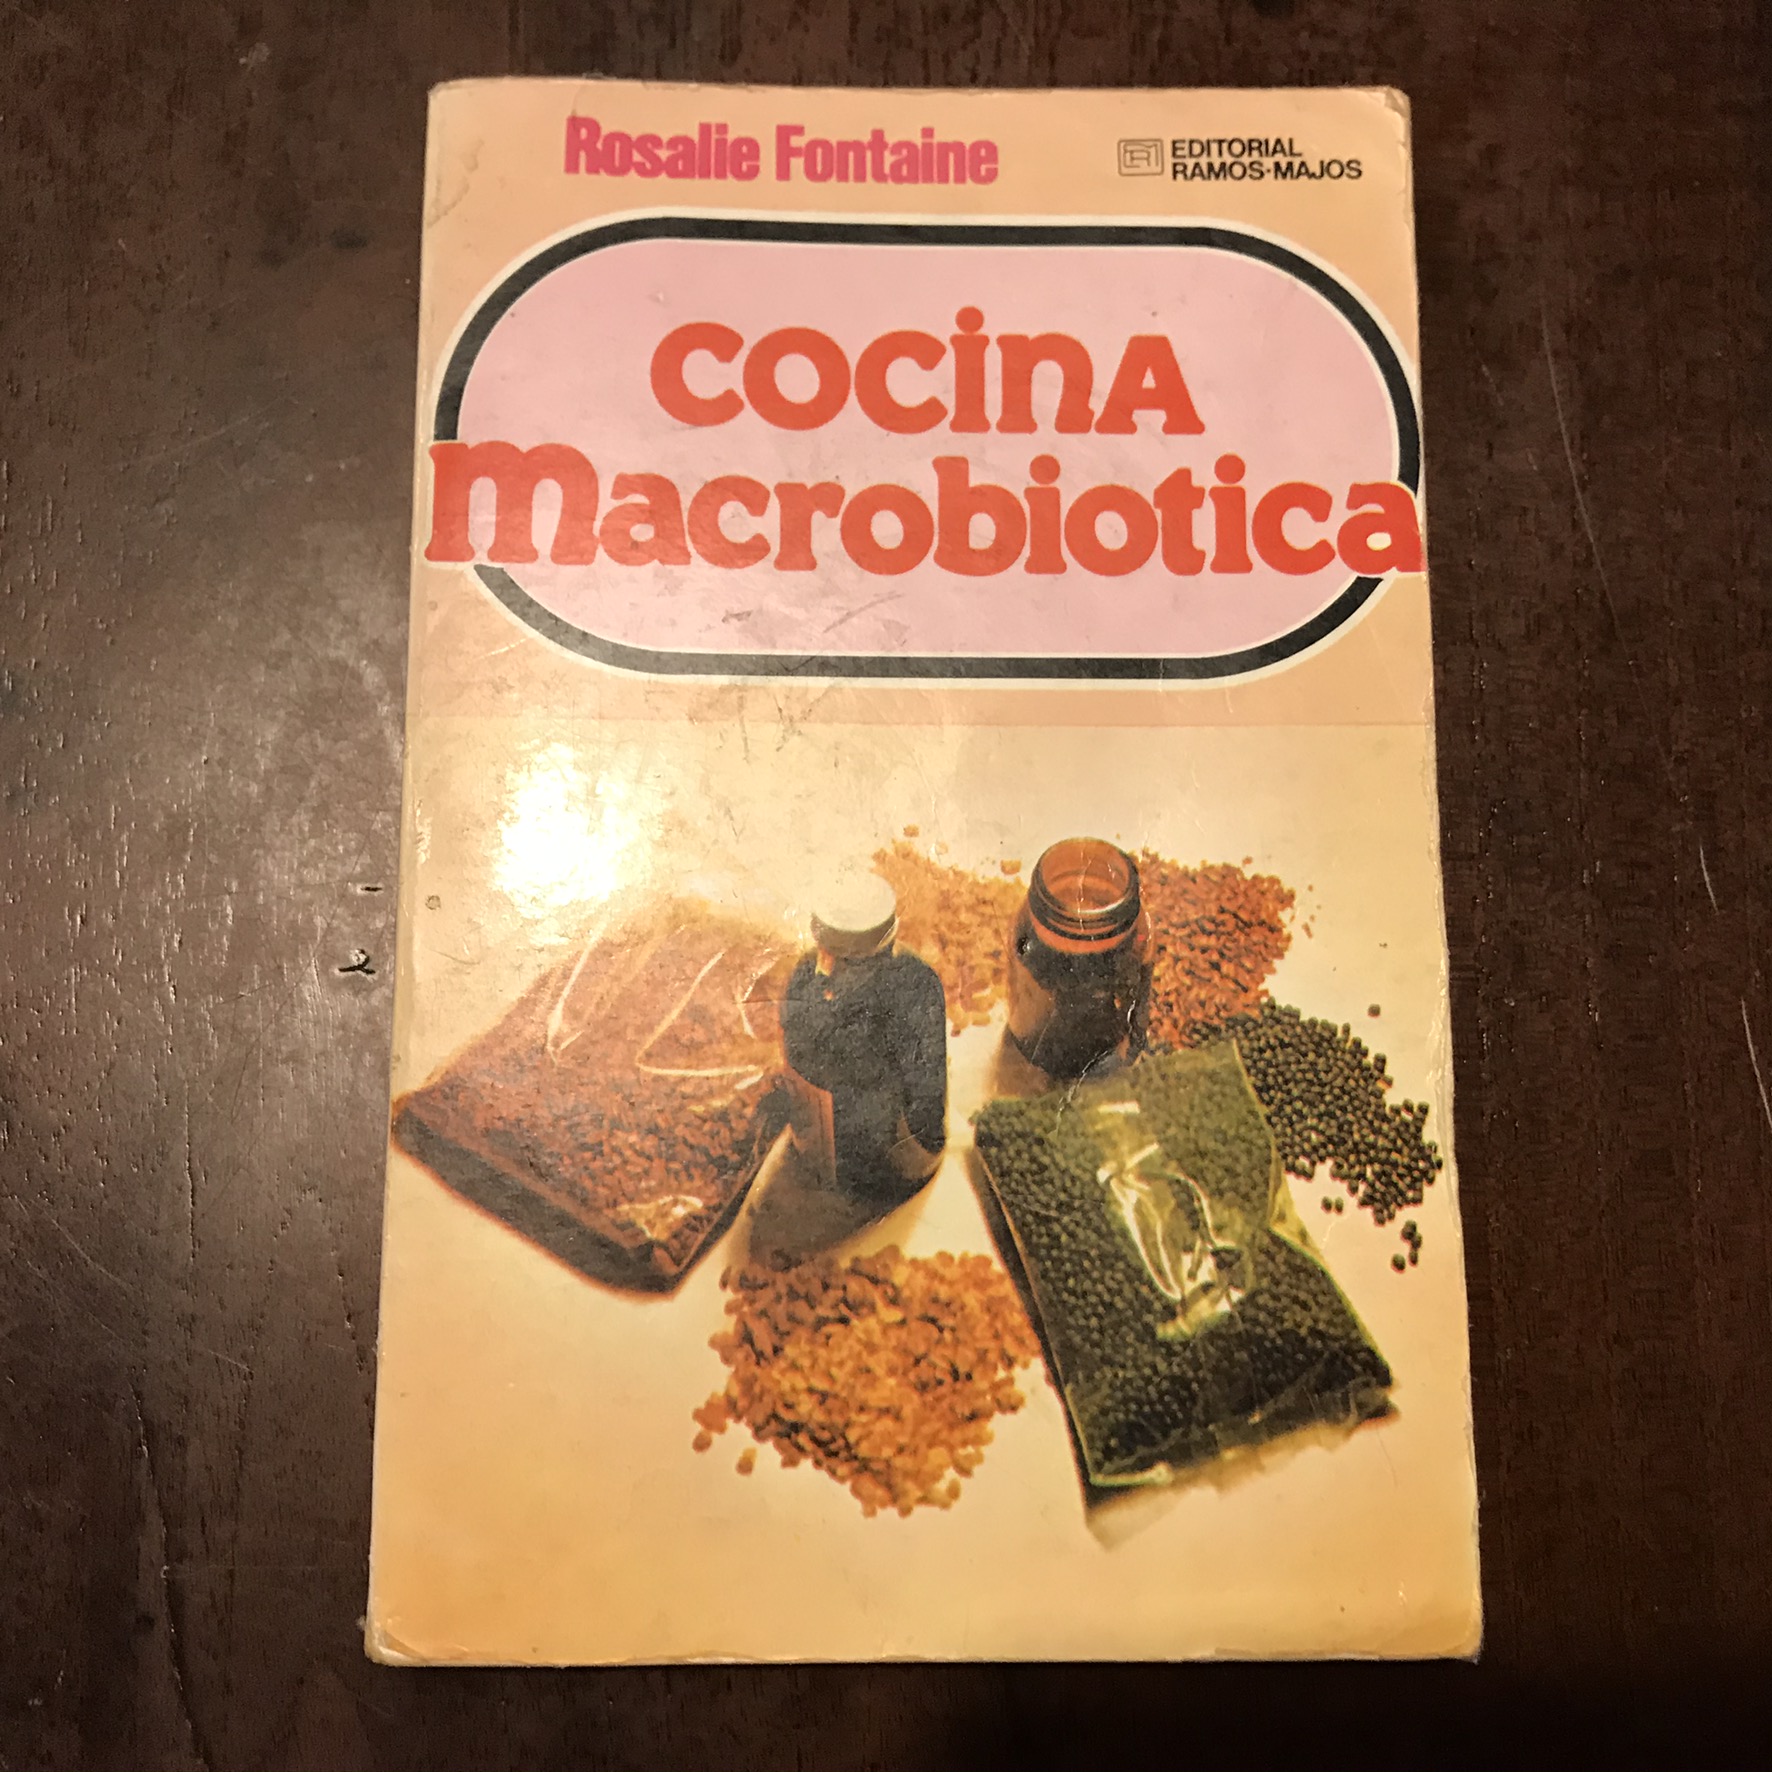 Rosalie Fontaine
EDITORIAL
RAMOS-MAJOS
COCINA
macrobiotica